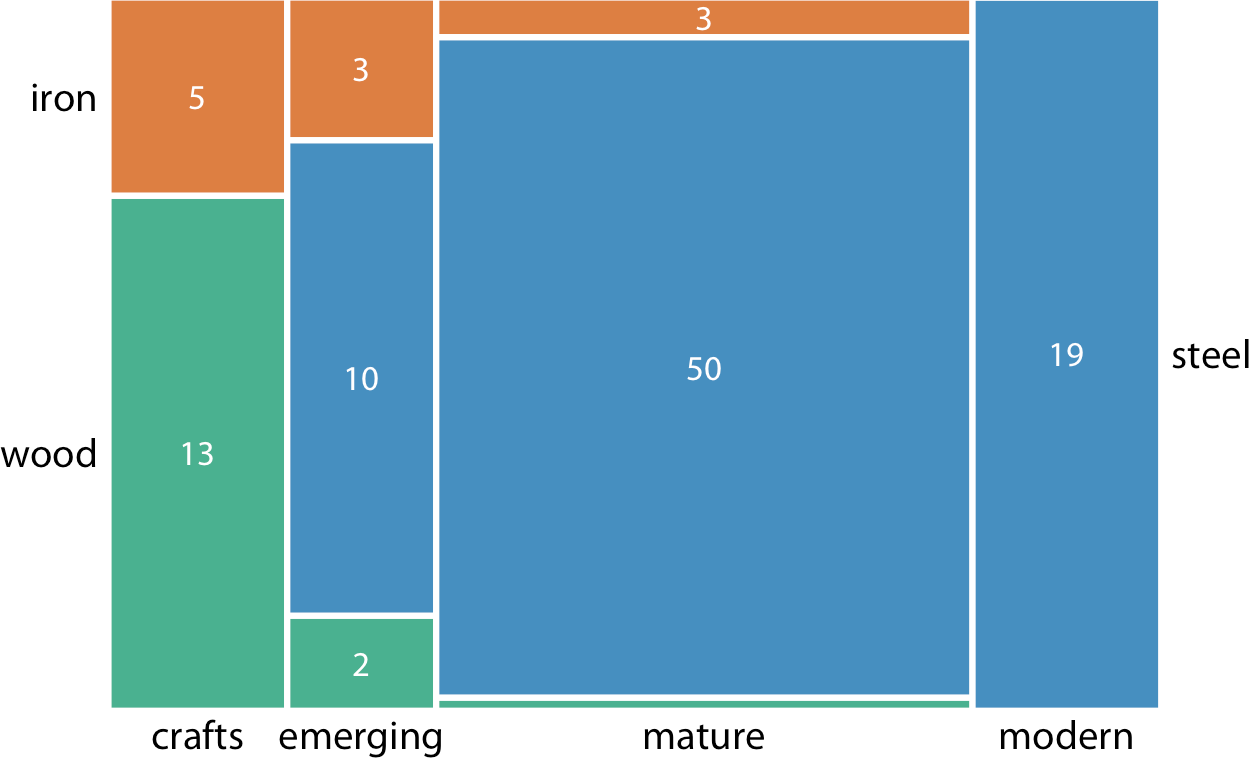 3
3
iron
5
steel
19
50
10
wood
13
2
crafts
emerging
mature
modern